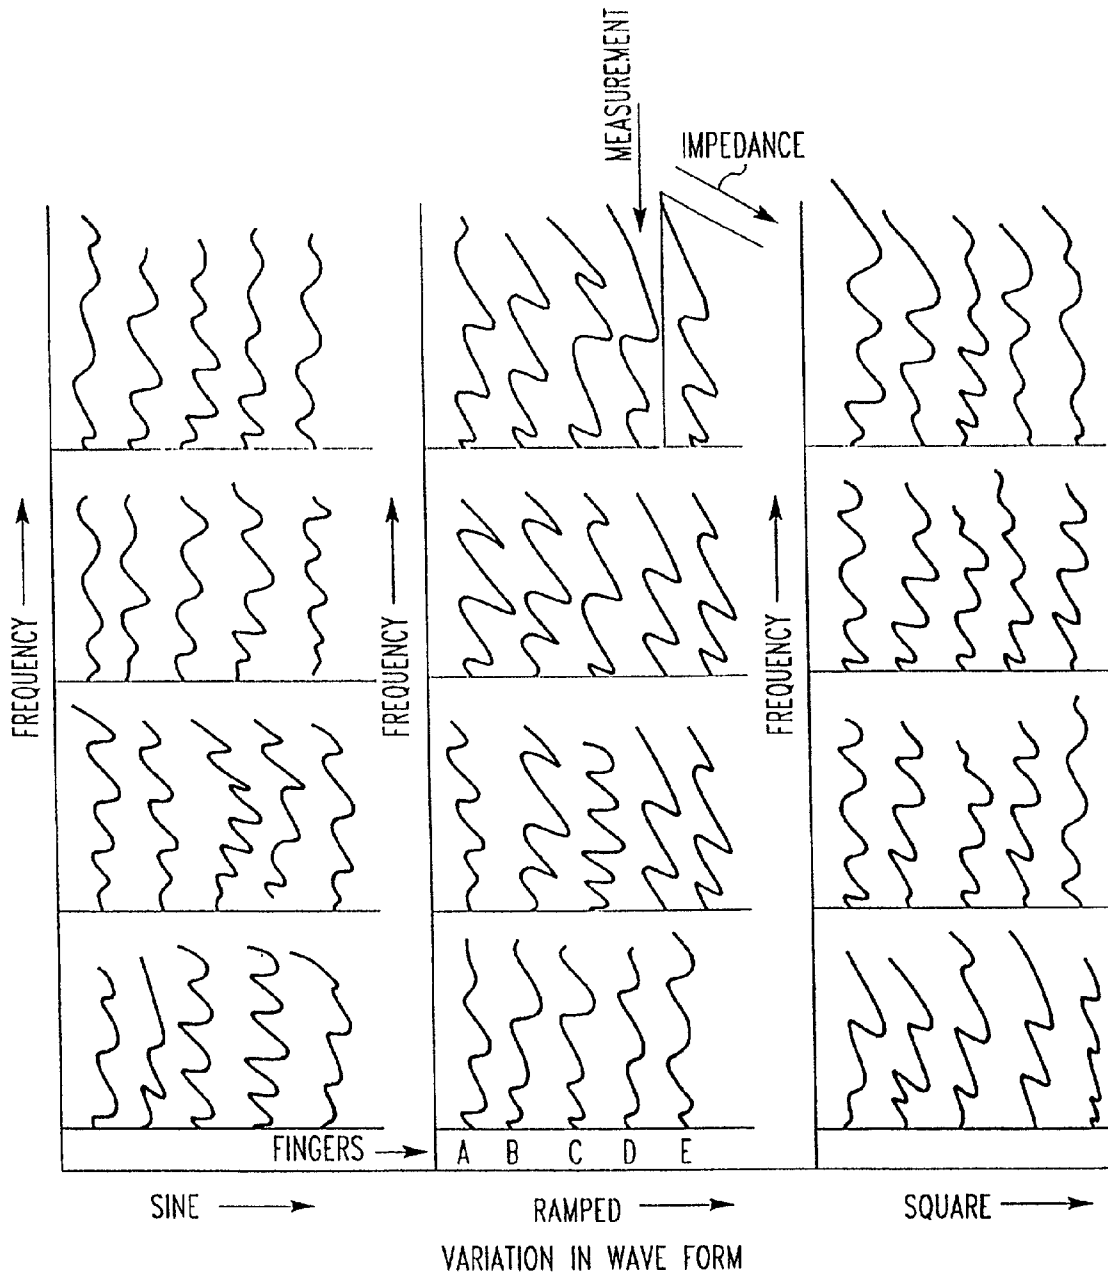 MEASUREMENT
IMPEDANCE
FREQUENCY
FREQUENCY
FREQUENCY
FINGERS
A B C D E
SINE
RAMPED
SQUARE
VARIATION IN WAVE FORM